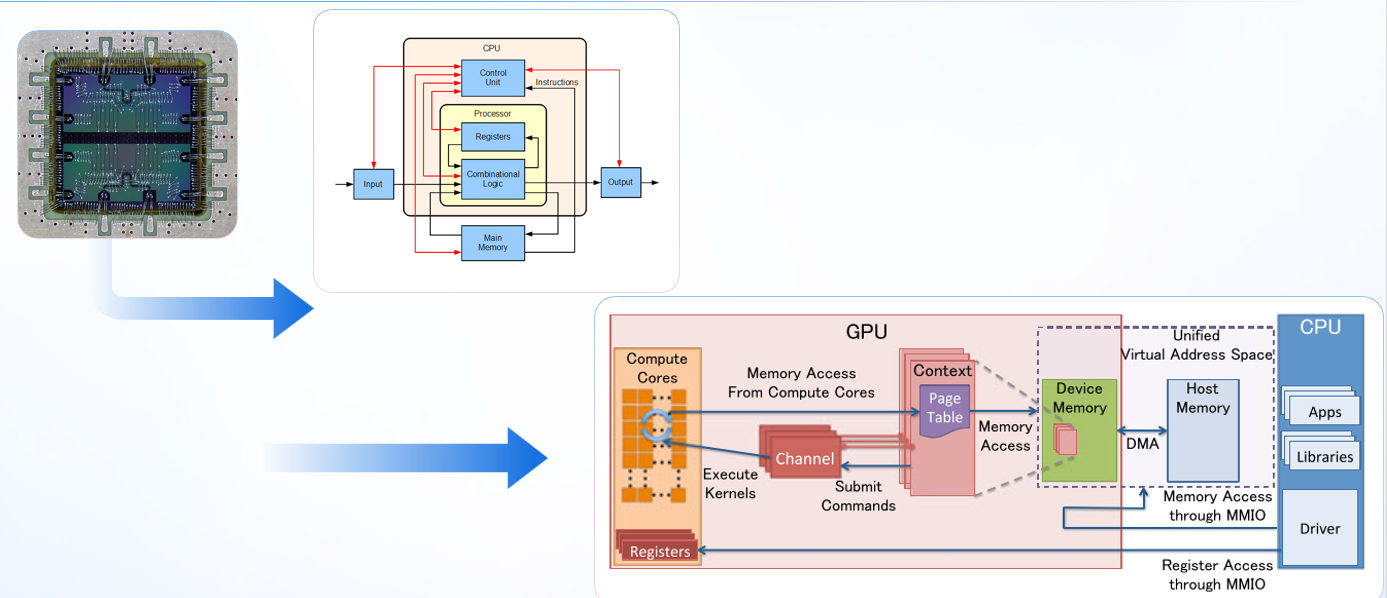 CPU
Control
Unit
Instructions
Processor
Registers
Combinational
Logic
Input
Output
Main
Memory
GPU
CPU
Unified
Virtual Address Space
Compute
Cores
Memory Access
From Compute Cores
Context
Page
Table
Device
Memory
Host
Memory
Apps
Memory
Access
DMA
Channel
Libraries
Execute
Kernels
Submit
Commands
Memory Access
through MMIO
Driver
Registers
Register Access
through MMIO